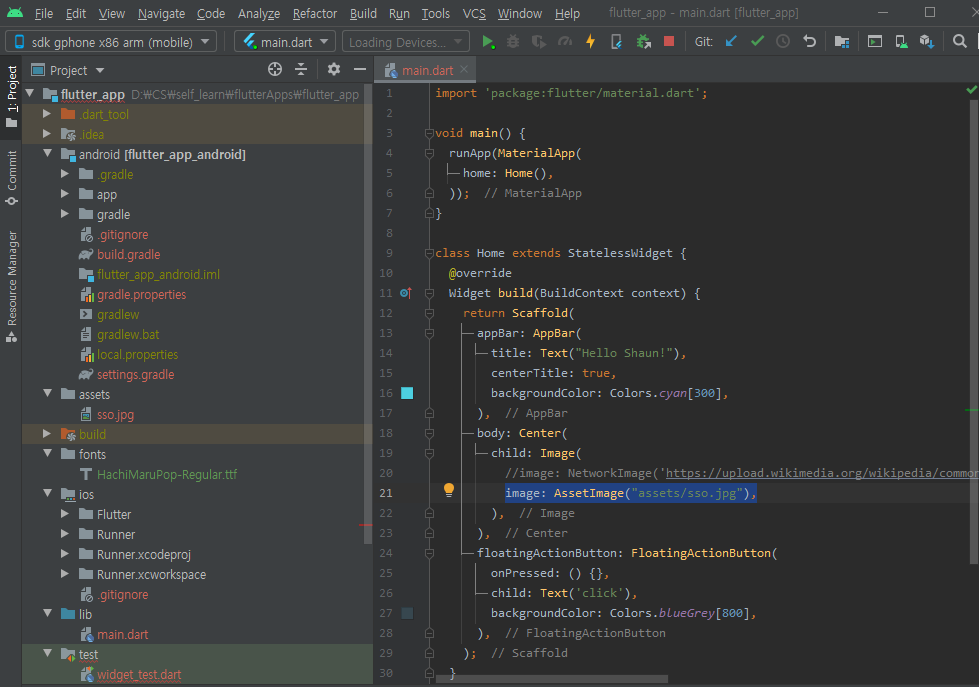 File Edit View Navigate Code Analyze Refactor Build Run Tools VCS Window Help flutter_app - main.dart [flutter_app]
sdk gphone x86 arm (mobile) main.dart Loading Devices... Git:
1: Project
Commit
Resource Manager
Project
flutter_app D:₩CS₩self_learn₩flutterApps₩flutter_app
.dart_tool
.idea
android [flutter_app_android]
.gradle
app
gradle
.gitignore
build.gradle
flutter_app_android.iml
gradle.properties
gradlew
gradlew.bat
local.properties
settings.gradle
assets
sso.jpg
build
fonts
HachiMaruPop-Regular.ttf
ios
Flutter
Runner
Runner.xcodeproj
Runner.xcworkspace
.gitignore
lib
main.dart
test
widget_test.dart
main.dart
1 import 'package:flutter/material.dart';
2
3 void main() {
4 runApp(MaterialApp(
5 home: Home(),
6 )); // MaterialApp
7 }
8
9 class Home extends StatelessWidget {
10 @override
11 Widget build(BuildContext context) {
12 return Scaffold(
13 appBar: AppBar(
14 title: Text("Hello Shaun!"),
15 centerTitle: true,
16 backgroundColor: Colors.cyan[300],
17 ), // AppBar
18 body: Center(
19 child: Image(
20 //image: NetworkImage('https://upload.wikimedia.org/wikipedia/common
21 image: AssetImage("assets/sso.jpg"),
22 ), // Image
23 ), // Center
24 floatingActionButton: FloatingActionButton(
25 onPressed: () {},
26 child: Text('click'),
27 backgroundColor: Colors.blueGrey[800],
28 ), // FloatingActionButton
29 ); // Scaffold
30 }